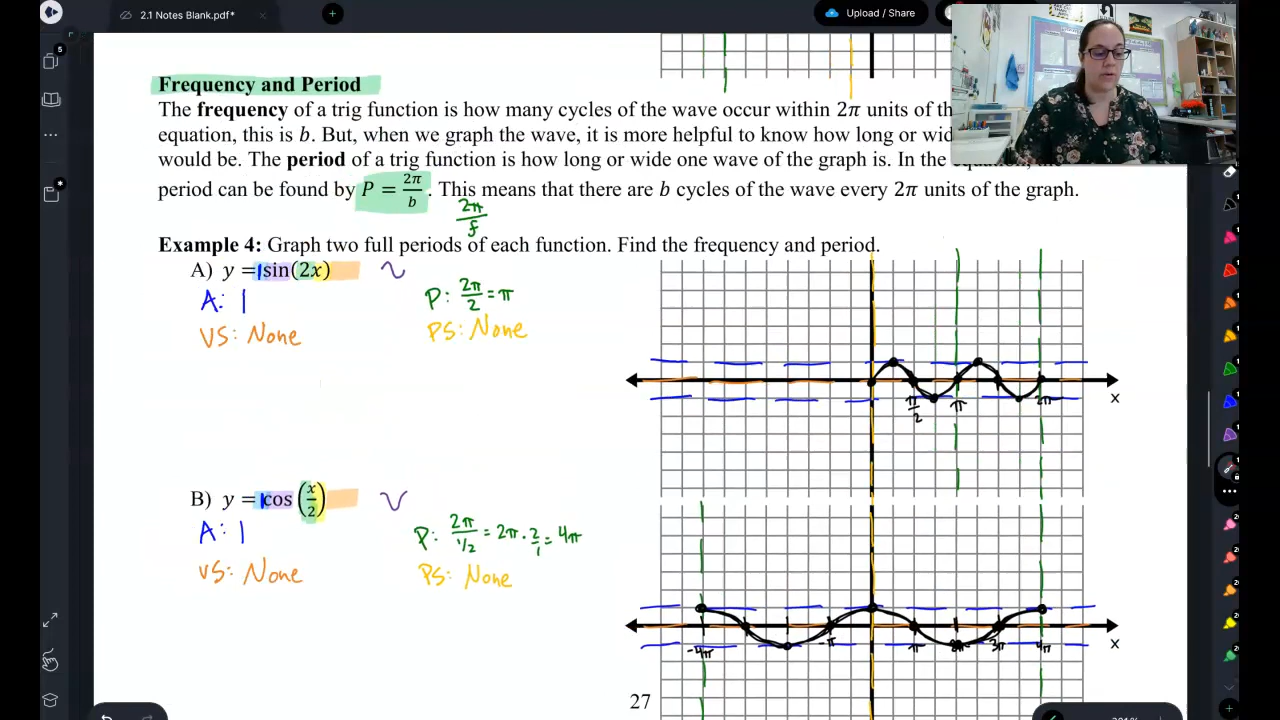 2.1 Notes Blank.pdf*
Upload / Share
5
Frequency and Period
The frequency of a trig function is how many cycles of the wave occur within 2π units of th
equation, this is b. But, when we graph the wave, it is more helpful to know how long or wid
would be. The period of a trig function is how long or wide one wave of the graph is. In the equation, the
period can be found by P = 2π/b. This means that there are b cycles of the wave every 2π units of the graph.
2π/f
Example 4: Graph two full periods of each function. Find the frequency and period.
A) y = 1sin(2x)
A: 1
P: 2π/2 = π
VS: None
PS: None
π/2 π 2π
x
B) y = 1cos(x/2)
A: 1
P: 2π/1/2 = 2π · 2/1 = 4π
VS: None
PS: None
-4π -π π 2π 3π 4π
x
27